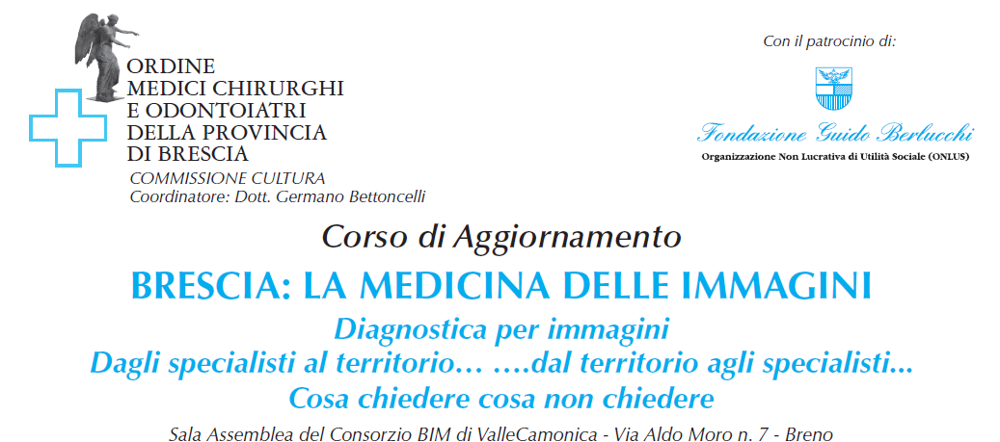 ORDINE
MEDICI CHIRURGHI
E ODONTOIATRI
DELLA PROVINCIA
DI BRESCIA
COMMISSIONE CULTURA
Coordinatore: Dott. Germano Bettoncelli
Con il patrocinio di:
Fondazione Guido Berlucchi
Organizzazione Non Lucrativa di Utilità Sociale (ONLUS)
Corso di Aggiornamento
BRESCIA: LA MEDICINA DELLE IMMAGINI
Diagnostica per immagini
Dagli specialisti al territorio… ….dal territorio agli specialisti...
Cosa chiedere cosa non chiedere
Sala Assemblea del Consorzio BIM di ValleCamonica - Via Aldo Moro n. 7 - Breno